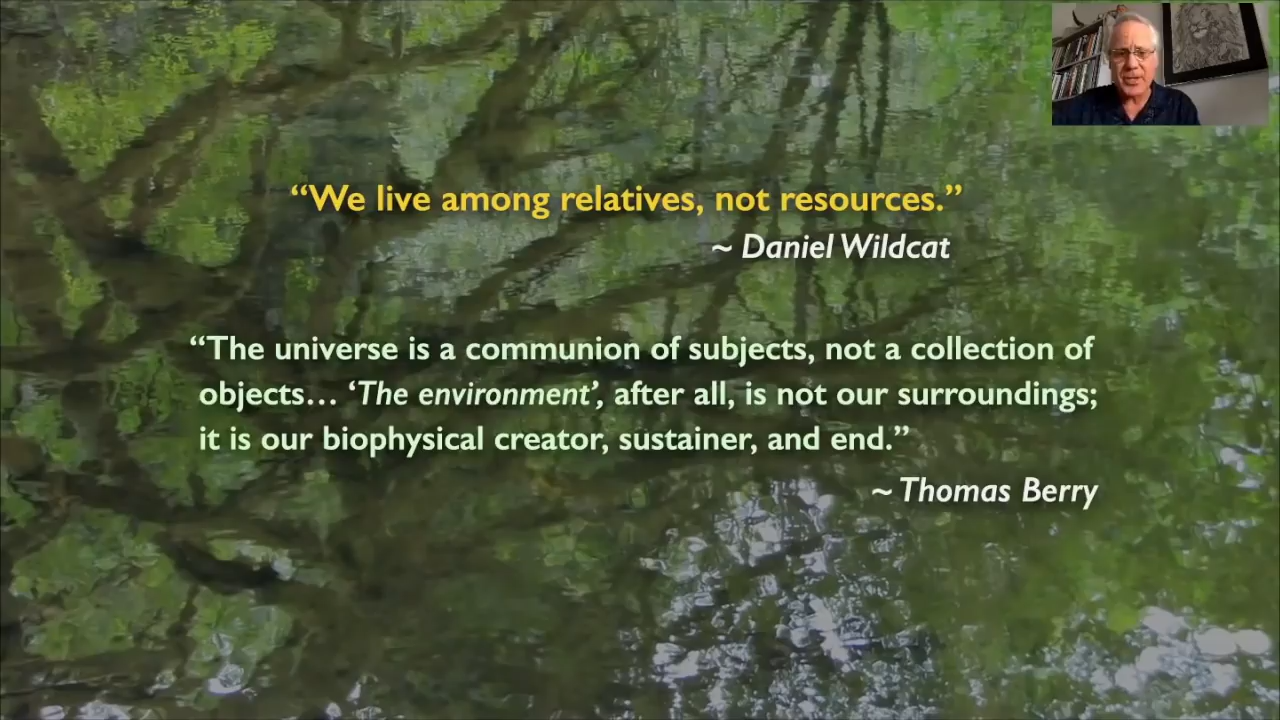 “We live among relatives, not resources.”
~ Daniel Wildcat
“The universe is a communion of subjects, not a collection of
objects… ‘The environment’, after all, is not our surroundings;
it is our biophysical creator, sustainer, and end.”
~ Thomas Berry